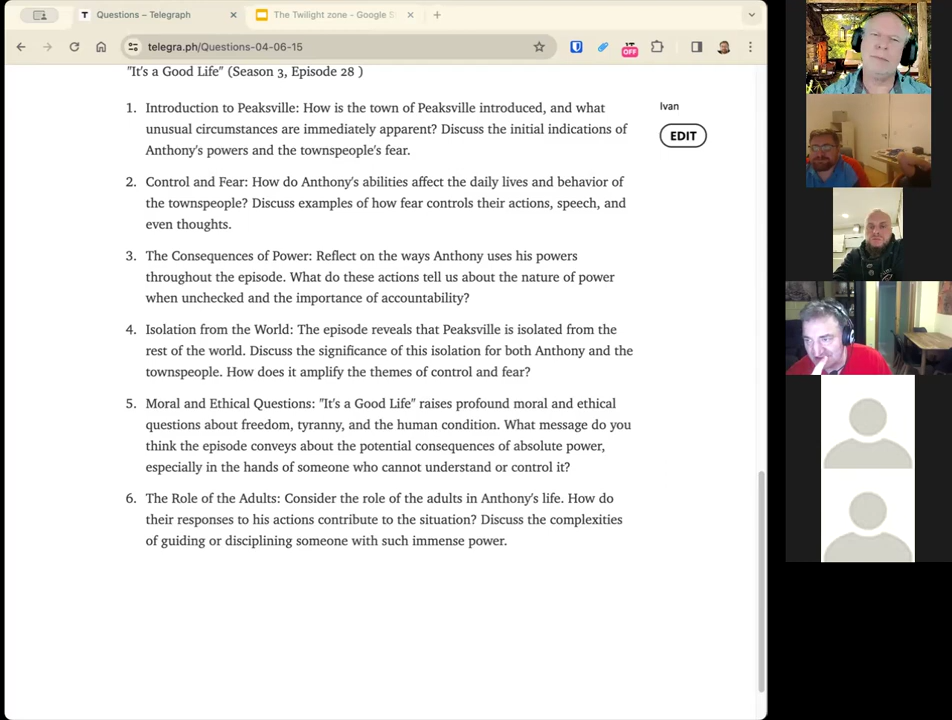 Questions – Telegraph
The Twilight zone - Google S
telegra.ph/Questions-04-06-15
OFF
"It's a Good Life" (Season 3, Episode 28 )
1. Introduction to Peaksville: How is the town of Peaksville introduced, and what
unusual circumstances are immediately apparent? Discuss the initial indications of
Anthony's powers and the townspeople's fear.
Ivan
EDIT
2. Control and Fear: How do Anthony's abilities affect the daily lives and behavior of
the townspeople? Discuss examples of how fear controls their actions, speech, and
even thoughts.
3. The Consequences of Power: Reflect on the ways Anthony uses his powers
throughout the episode. What do these actions tell us about the nature of power
when unchecked and the importance of accountability?
4. Isolation from the World: The episode reveals that Peaksville is isolated from the
rest of the world. Discuss the significance of this isolation for both Anthony and the
townspeople. How does it amplify the themes of control and fear?
5. Moral and Ethical Questions: "It's a Good Life" raises profound moral and ethical
questions about freedom, tyranny, and the human condition. What message do you
think the episode conveys about the potential consequences of absolute power,
especially in the hands of someone who cannot understand or control it?
6. The Role of the Adults: Consider the role of the adults in Anthony's life. How do
their responses to his actions contribute to the situation? Discuss the complexities
of guiding or disciplining someone with such immense power.